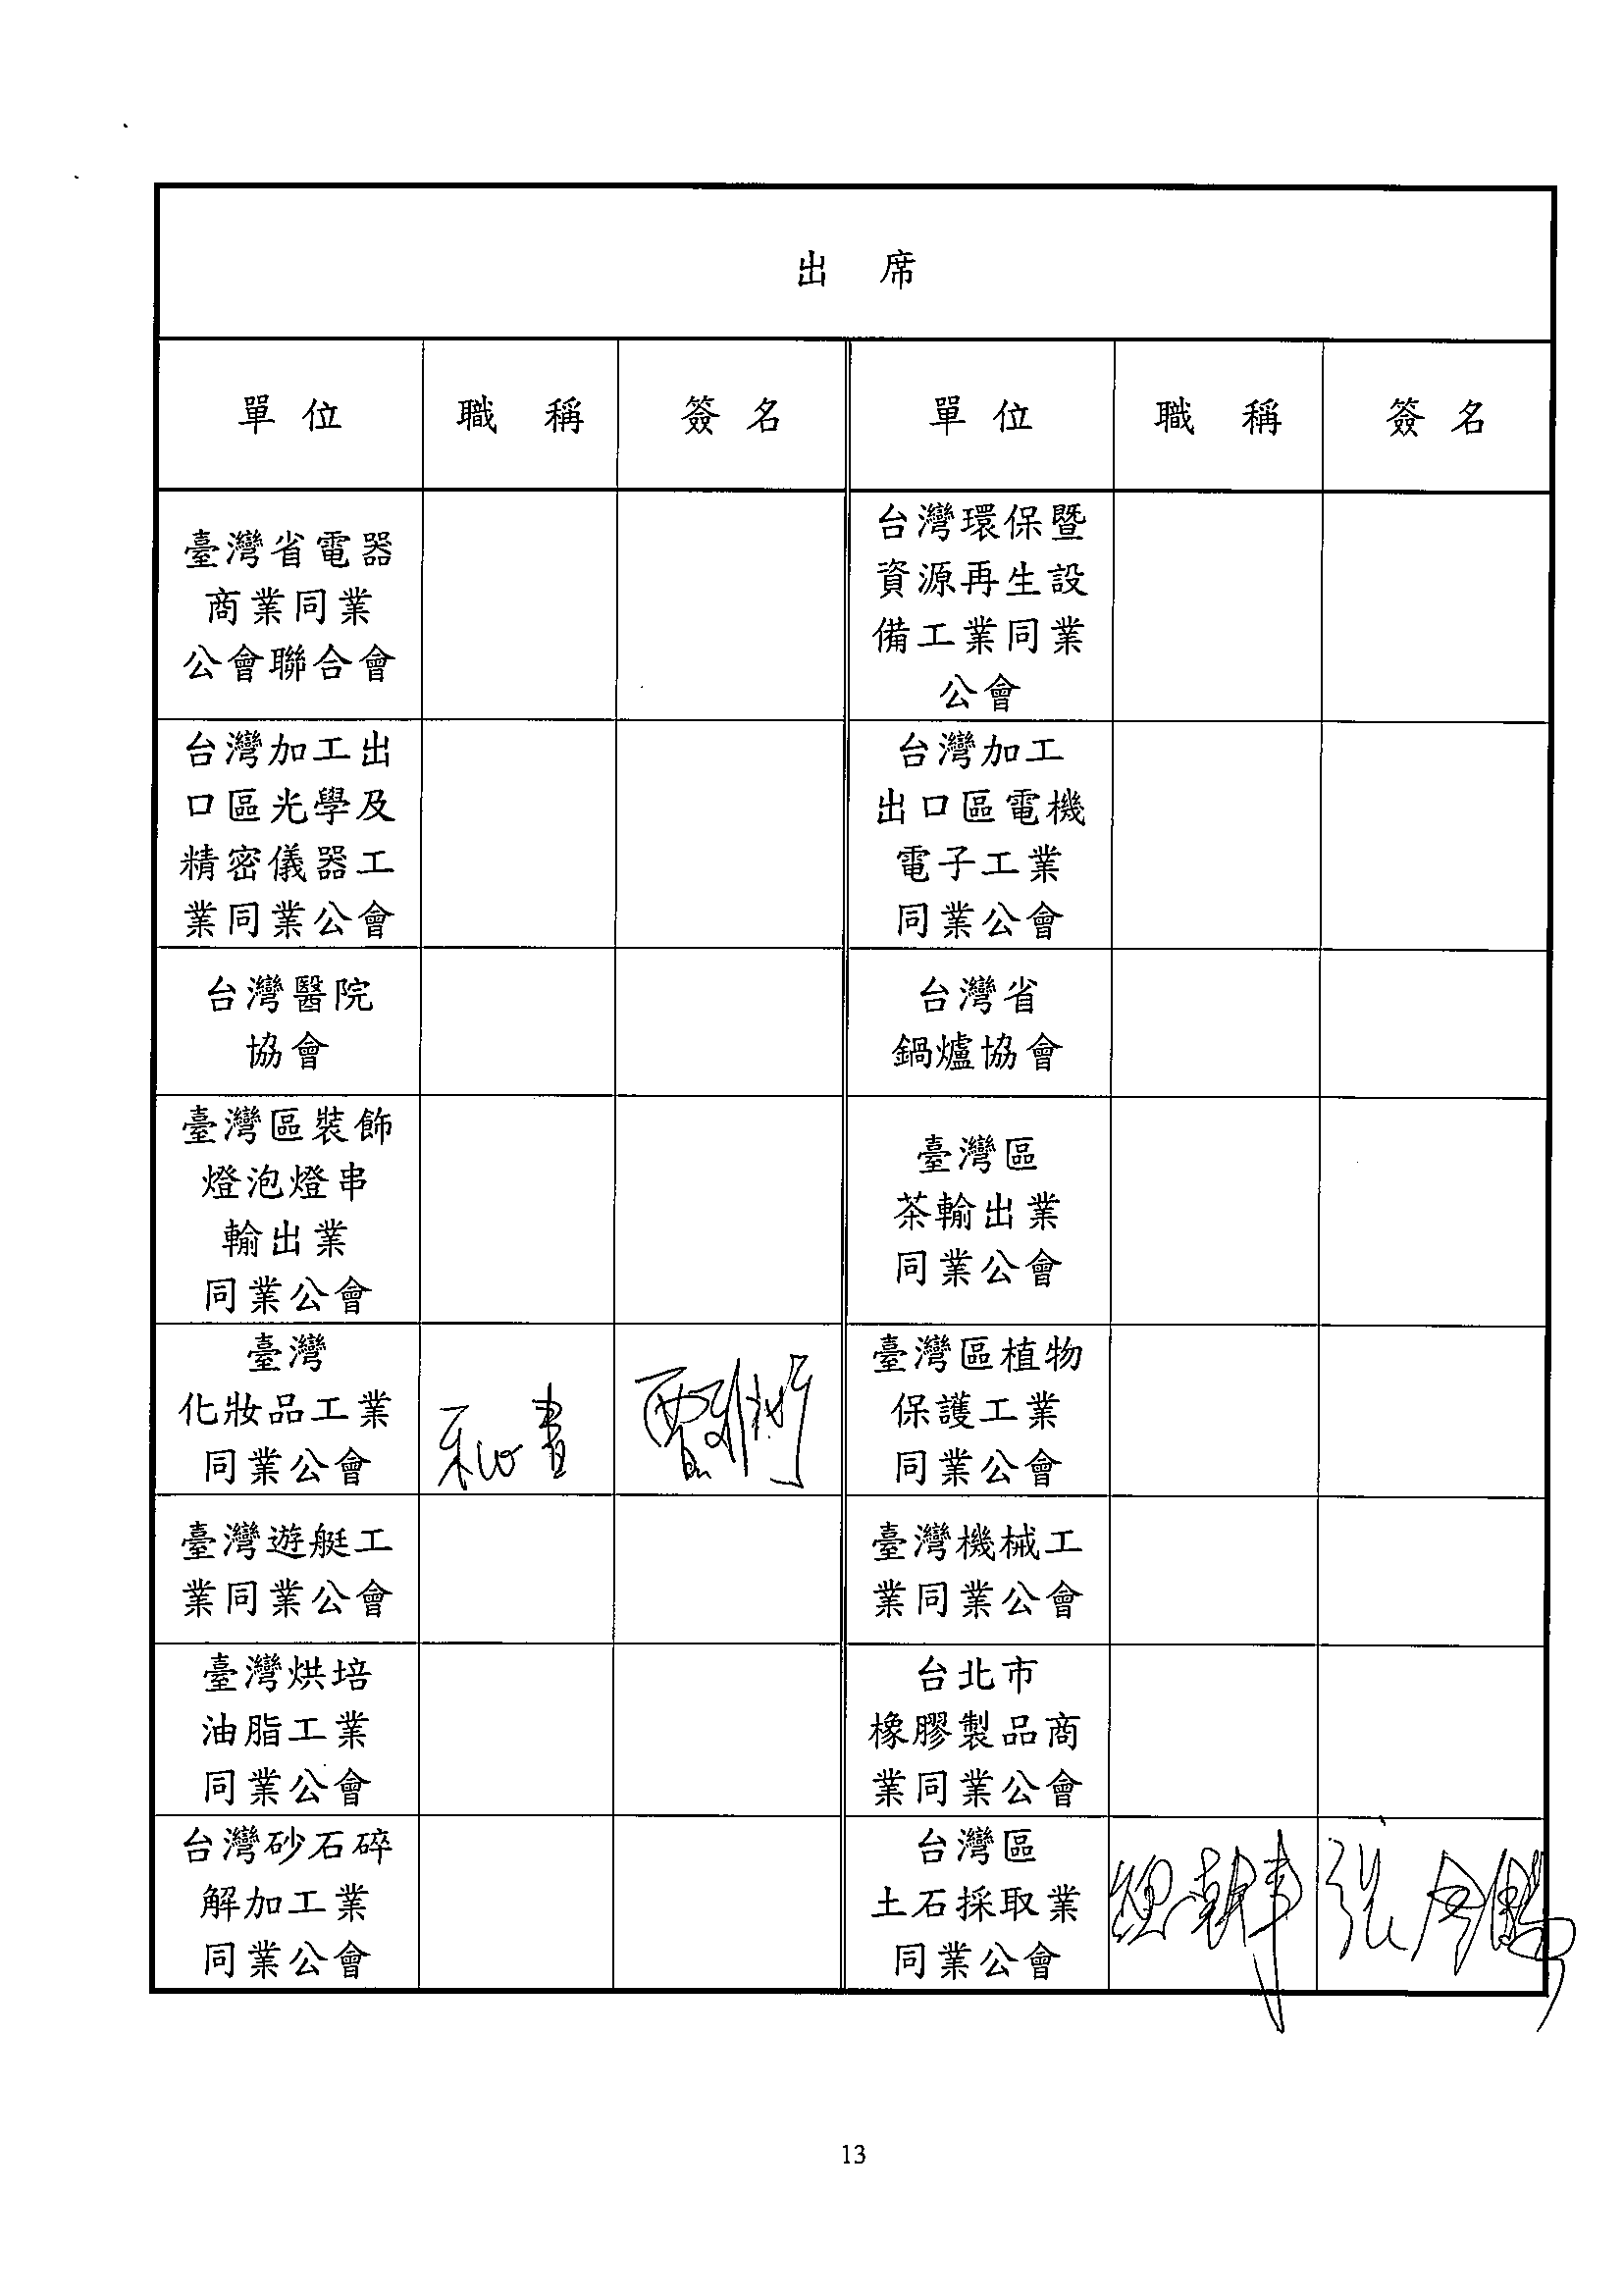 出 席
單 位 職 稱 簽 名 單 位 職 稱 簽 名
臺灣省電器
商業同業
公會聯合會
台灣環保暨
資源再生設
備工業同業
公會
台灣加工出
口區光學及
精密儀器工
業同業公會
台灣加工
出口區電機
電子工業
同業公會
台灣醫院
協會
台灣省
鍋爐協會
臺灣區裝飾
燈泡燈串
輸出業
同業公會
臺灣區
茶輸出業
同業公會
臺灣
化妝品工業
同業公會
臺灣區植物
保護工業
同業公會
臺灣遊艇工
業同業公會
臺灣機械工
業同業公會
臺灣烘培
油脂工業
同業公會
台北市
橡膠製品商
業同業公會
台灣砂石碎
解加工業
同業公會
台灣區
土石採取業
同業公會
總幹事
13